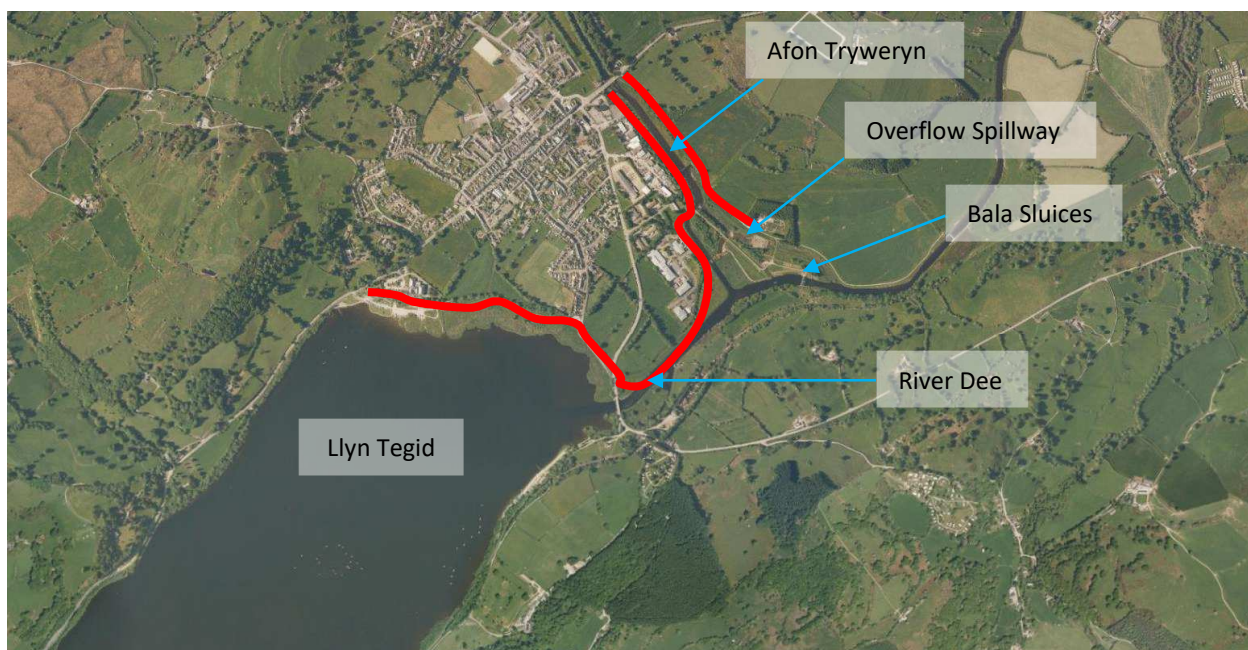 Afon Tryweryn
Overflow Spillway
Bala Sluices
River Dee
Llyn Tegid